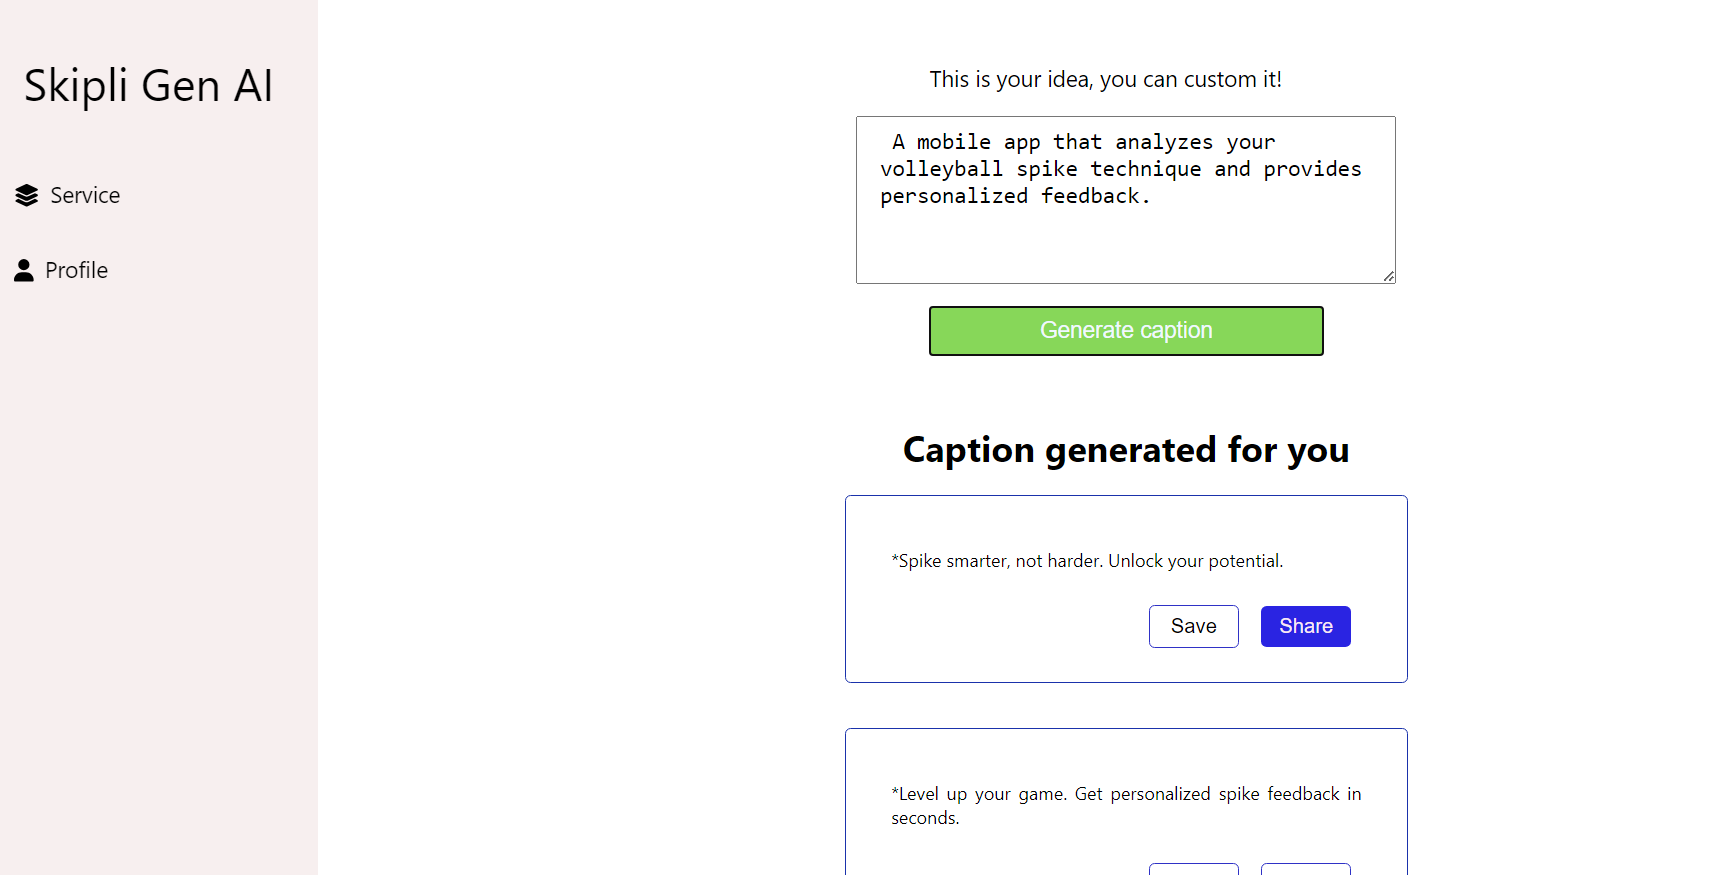 Skipli Gen AI
Service
Profile
This is your idea, you can custom it!
A mobile app that analyzes your
volleyball spike technique and provides
personalized feedback.
Generate caption
Caption generated for you
*Spike smarter, not harder. Unlock your potential.
Save
Share
*Level up your game. Get personalized spike feedback in
seconds.